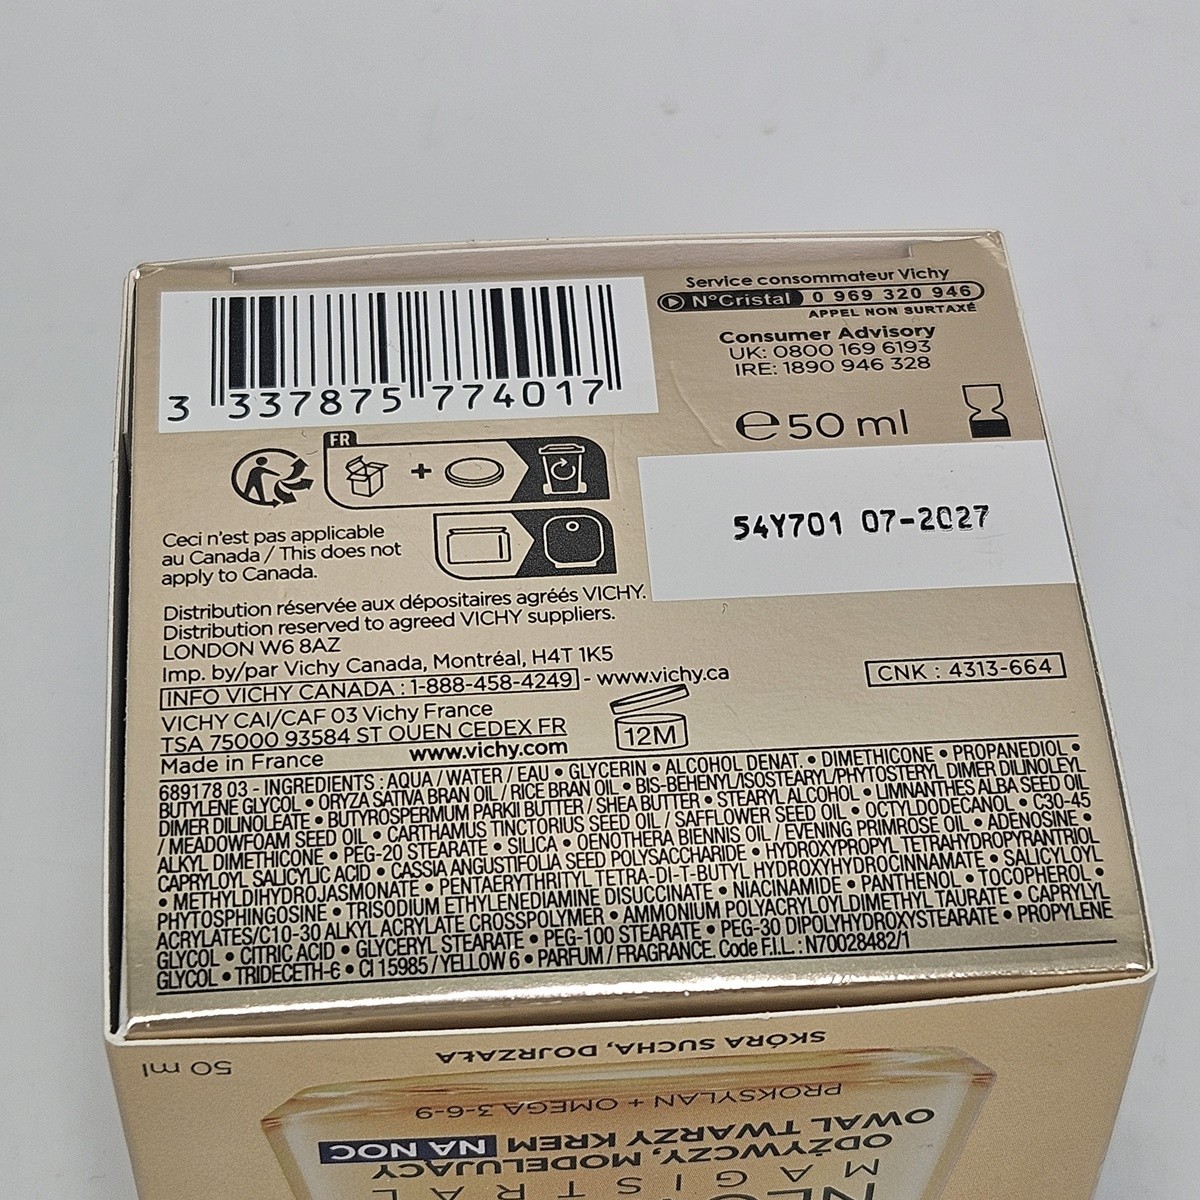 Service consommateur Vichy
N°Cristal 0 969 320 946
APPEL NON SURTAXÉ
Consumer Advisory
UK: 0800 169 6193
IRE: 1890 946 328
3 337875 774017
℮50 ml
FR
+
54Y701 07-2027
Ceci n'est pas applicable
au Canada / This does not
apply to Canada.
Distribution réservée aux dépositaires agréés VICHY.
Distribution reserved to agreed VICHY suppliers.
LONDON W6 8AZ
Imp. by/par Vichy Canada, Montréal, H4T 1K5
INFO VICHY CANADA : 1-888-458-4249 - www.vichy.ca
CNK : 4313-664
VICHY CAI/CAF 03 Vichy France
TSA 75000 93584 ST OUEN CEDEX FR
www.vichy.com
12M
Made in France
689178 03 - INGREDIENTS : AQUA / WATER / EAU • GLYCERIN • ALCOHOL DENAT. • DIMETHICONE • PROPANEDIOL •
BUTYLENE GLYCOL • ORYZA SATIVA BRAN OIL / RICE BRAN OIL • BIS-BEHENYL/ISOSTEARYL/PHYTOSTERYL DIMER DILINOLEYL
DIMER DILINOLEATE • BUTYROSPERMUM PARKII BUTTER / SHEA BUTTER • STEARYL ALCOHOL • LIMNANTHES ALBA SEED OIL
/ MEADOWFOAM SEED OIL • CARTHAMUS TINCTORIUS SEED OIL / SAFFLOWER SEED OIL • OCTYLDODECANOL • C30-45
ALKYL DIMETHICONE • PEG-20 STEARATE • SILICA • OENOTHERA BIENNIS OIL / EVENING PRIMROSE OIL • ADENOSINE •
CAPRYLOYL SALICYLIC ACID • CASSIA ANGUSTIFOLIA SEED POLYSACCHARIDE • HYDROXYPROPYL TETRAHYDROPYRANTRIOL
• METHYLDIHYDROJASMONATE • PENTAERYTHRITYL TETRA-DI-T-BUTYL HYDROXYHYDROCINNAMATE • SALICYLOYL
PHYTOSPHINGOSINE • TRISODIUM ETHYLENEDIAMINE DISUCCINATE • NIACINAMIDE • PANTHENOL • TOCOPHEROL •
ACRYLATES/C10-30 ALKYL ACRYLATE CROSSPOLYMER • AMMONIUM POLYACRYLOYLDIMETHYL TAURATE • CAPRYLYL
GLYCOL • CITRIC ACID • GLYCERYL STEARATE • PEG-100 STEARATE • PEG-30 DIPOLYHYDROXYSTEARATE • PROPYLENE
GLYCOL • TRIDECETH-6 • CI 15985 / YELLOW 6 • PARFUM / FRAGRANCE. Code F.I.L. : N70028482/1
MAGISTRAL
ODŻYWCZY, MODELUJĄCY
OWAL TWARZY KREM NA NOC
PROKSYLAN + OMEGA 3-6-9
SKÓRA SUCHA, DOJRZAŁA
50 ml